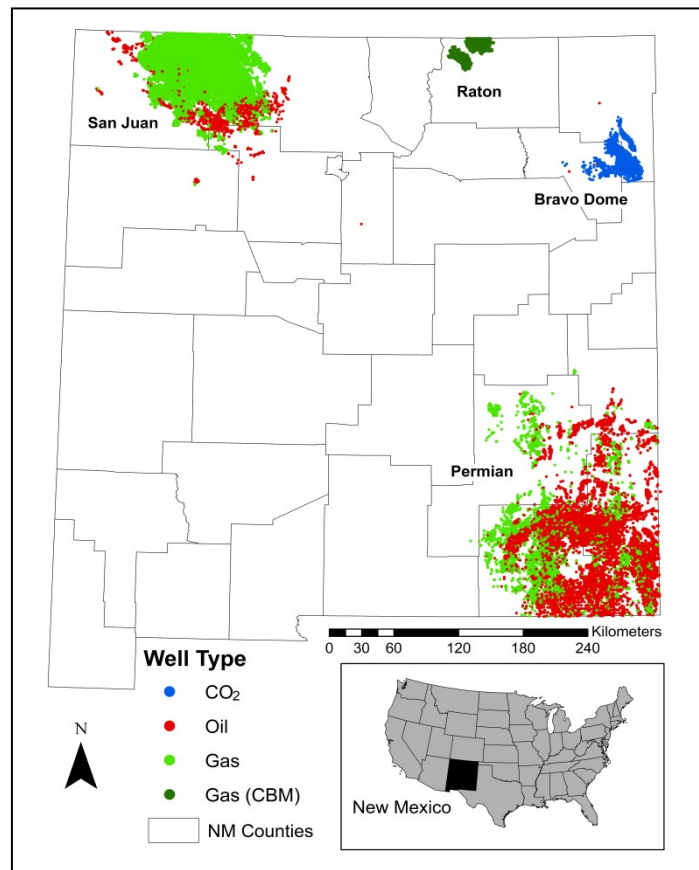 San Juan
Raton
Bravo Dome
Permian
Kilometers
0 30 60 120 180 240
Well Type
CO₂
Oil
Gas
Gas (CBM)
NM Counties
N
New Mexico